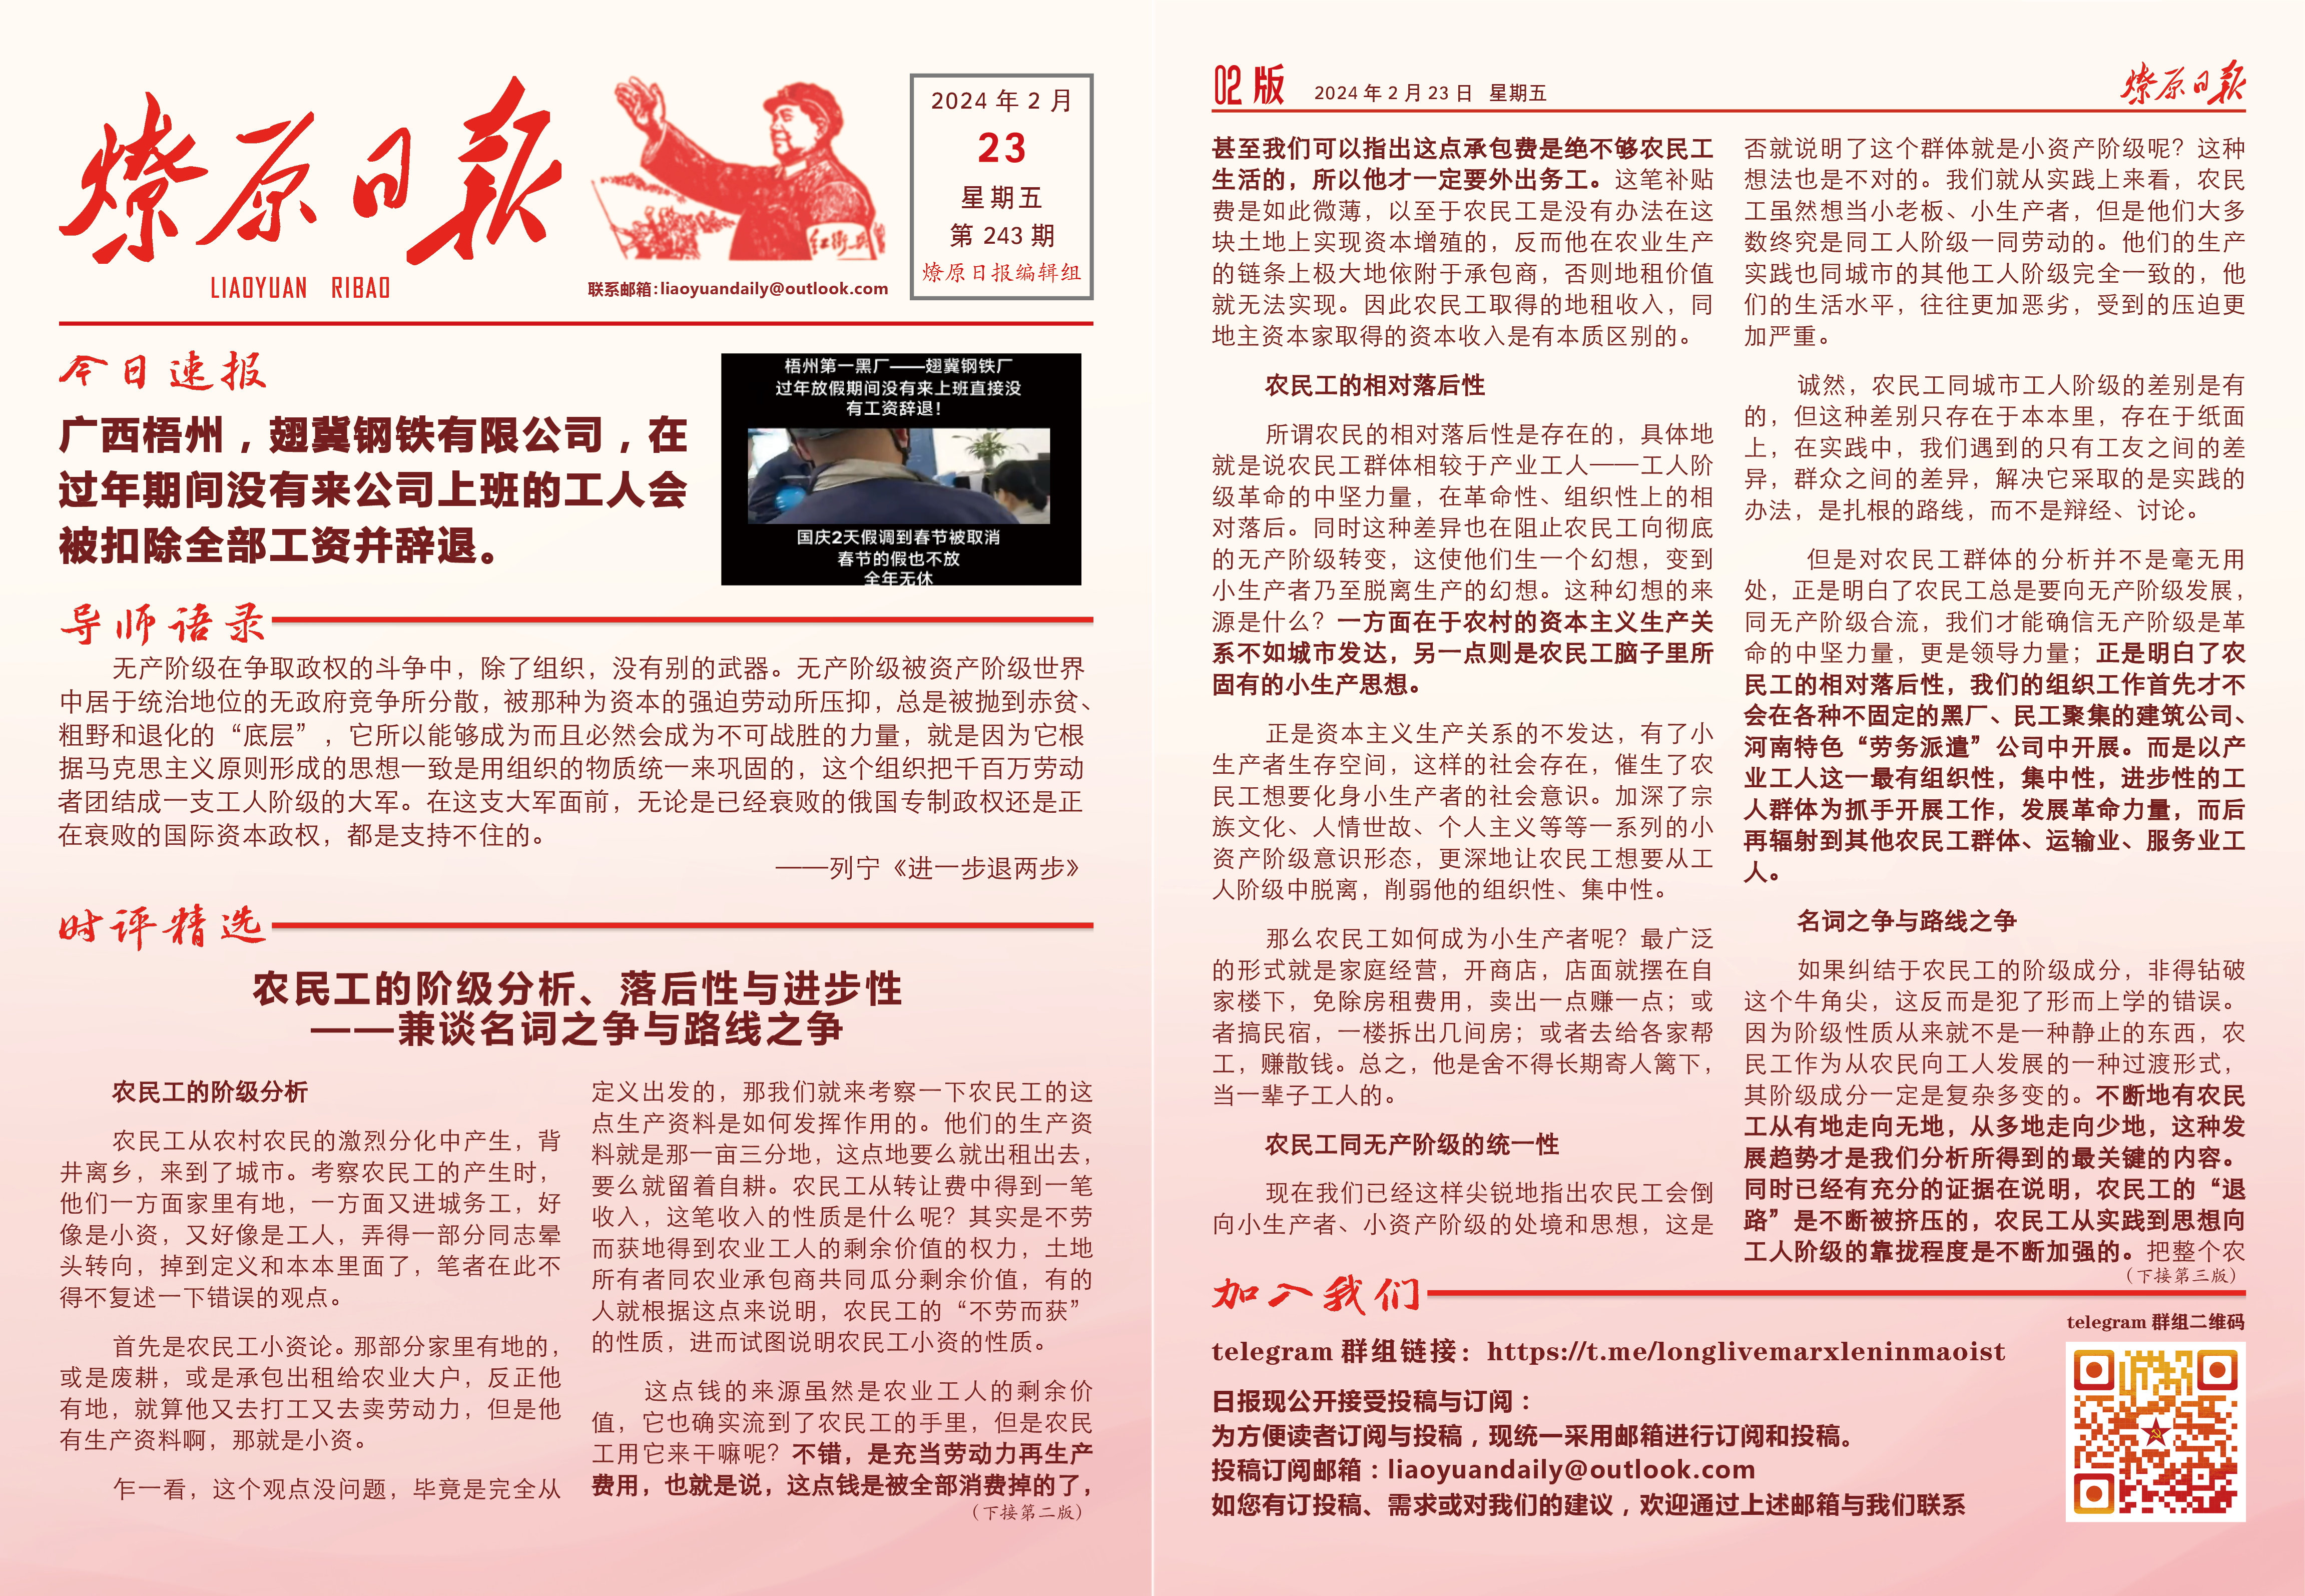 燎原日报
LIAOYUAN RIBAO
红卫兵
联系邮箱：liaoyuandaily@outlook.com
2024 年 2 月
23
星期五
第 243 期
燎原日报编辑组
今日速报
广西梧州，翅冀钢铁有限公司，在
过年期间没有来公司上班的工人会
被扣除全部工资并辞退。
梧州第一黑厂——翅冀钢铁厂
过年放假期间没有来上班直接没
有工资辞退！
国庆2天假调到春节被取消
春节的假也不放
全年无休
导师语录
无产阶级在争取政权的斗争中，除了组织，没有别的武器。无产阶级被资产阶级世界
中居于统治地位的无政府竞争所分散，被那种为资本的强迫劳动所压抑，总是被抛到赤贫、
粗野和退化的“底层”，它所以能够成为而且必然会成为不可战胜的力量，就是因为它根
据马克思主义原则形成的思想一致是用组织的物质统一来巩固的，这个组织把千百万劳动
者团结成一支工人阶级的大军。在这支大军面前，无论是已经衰败的俄国专制政权还是正
在衰败的国际资本政权，都是支持不住的。
——列宁《进一步退两步》
时评精选
农民工的阶级分析、落后性与进步性
——兼谈名词之争与路线之争
农民工的阶级分析
农民工从农村农民的激烈分化中产生，背
井离乡，来到了城市。考察农民工的产生时，
他们一方面家里有地，一方面又进城务工，好
像是小资，又好像是工人，弄得一部分同志晕
头转向，掉到定义和本本里面了，笔者在此不
得不复述一下错误的观点。
首先是农民工小资论。那部分家里有地的，
或是废耕，或是承包出租给农业大户，反正他
有地，就算他又去打工又去卖劳动力，但是他
有生产资料啊，那就是小资。
乍一看，这个观点没问题，毕竟是完全从
定义出发的，那我们就来考察一下农民工的这
点生产资料是如何发挥作用的。他们的生产资
料就是那一亩三分地，这点地要么就出租出去，
要么就留着自耕。农民工从转让费中得到一笔
收入，这笔收入的性质是什么呢？其实是不劳
而获地得到农业工人的剩余价值的权力，土地
所有者同农业承包商共同瓜分剩余价值，有的
人就根据这点来说明，农民工的“不劳而获”
的性质，进而试图说明农民工小资的性质。
这点钱的来源虽然是农业工人的剩余价
值，它也确实流到了农民工的手里，但是农民
工用它来干嘛呢？不错，是充当劳动力再生产
费用，也就是说，这点钱是被全部消费掉的了，
（下接第二版）
02 版
2024 年 2 月 23 日 星期五
燎原日报
甚至我们可以指出这点承包费是绝不够农民工
生活的，所以他才一定要外出务工。这笔补贴
费是如此微薄，以至于农民工是没有办法在这
块土地上实现资本增殖的，反而他在农业生产
的链条上极大地依附于承包商，否则地租价值
就无法实现。因此农民工取得的地租收入，同
地主资本家取得的资本收入是有本质区别的。
农民工的相对落后性
所谓农民的相对落后性是存在的，具体地
就是说农民工群体相较于产业工人——工人阶
级革命的中坚力量，在革命性、组织性上的相
对落后。同时这种差异也在阻止农民工向彻底
的无产阶级转变，这使他们生一个幻想，变到
小生产者乃至脱离生产的幻想。这种幻想的来
源是什么？一方面在于农村的资本主义生产关
系不如城市发达，另一点则是农民工脑子里所
固有的小生产思想。
正是资本主义生产关系的不发达，有了小
生产者生存空间，这样的社会存在，催生了农
民工想要化身小生产者的社会意识。加深了宗
族文化、人情世故、个人主义等等一系列的小
资产阶级意识形态，更深地让农民工想要从工
人阶级中脱离，削弱他的组织性、集中性。
那么农民工如何成为小生产者呢？最广泛
的形式就是家庭经营，开商店，店面就摆在自
家楼下，免除房租费用，卖出一点赚一点；或
者搞民宿，一楼拆出几间房；或者去给各家帮
工，赚散钱。总之，他是舍不得长期寄人篱下，
当一辈子工人的。
农民工同无产阶级的统一性
现在我们已经这样尖锐地指出农民工会倒
向小生产者、小资产阶级的处境和思想，这是
否就说明了这个群体就是小资产阶级呢？这种
想法也是不对的。我们就从实践上来看，农民
工虽然想当小老板、小生产者，但是他们大多
数终究是同工人阶级一同劳动的。他们的生产
实践也同城市的其他工人阶级完全一致的，他
们的生活水平，往往更加恶劣，受到的压迫更
加严重。
诚然，农民工同城市工人阶级的差别是有
的，但这种差别只存在于本本里，存在于纸面
上，在实践中，我们遇到的只有工友之间的差
异，群众之间的差异，解决它采取的是实践的
办法，是扎根的路线，而不是辩经、讨论。
但是对农民工群体的分析并不是毫无用
处，正是明白了农民工总是要向无产阶级发展，
同无产阶级合流，我们才能确信无产阶级是革
命的中坚力量，更是领导力量；正是明白了农
民工的相对落后性，我们的组织工作首先才不
会在各种不固定的黑厂、民工聚集的建筑公司、
河南特色“劳务派遣”公司中开展。而是以产
业工人这一最有组织性，集中性，进步性的工
人群体为抓手开展工作，发展革命力量，而后
再辐射到其他农民工群体、运输业、服务业工
人。
名词之争与路线之争
如果纠结于农民工的阶级成分，非得钻破
这个牛角尖，这反而是犯了形而上学的错误。
因为阶级性质从来就不是一种静止的东西，农
民工作为从农民向工人发展的一种过渡形式，
其阶级成分一定是复杂多变的。不断地有农民
工从有地走向无地，从多地走向少地，这种发
展趋势才是我们分析所得到的最关键的内容。
同时已经有充分的证据在说明，农民工的“退
路”是不断被挤压的，农民工从实践到思想向
工人阶级的靠拢程度是不断加强的。把整个农
（下接第三版）
加入我们
telegram 群组二维码
telegram 群组链接：https://t.me/longlivemarxleninmaoist
日报现公开接受投稿与订阅：
为方便读者订阅与投稿，现统一采用邮箱进行订阅和投稿。
投稿订阅邮箱：liaoyuandaily@outlook.com
如您有订投稿、需求或对我们的建议，欢迎通过上述邮箱与我们联系